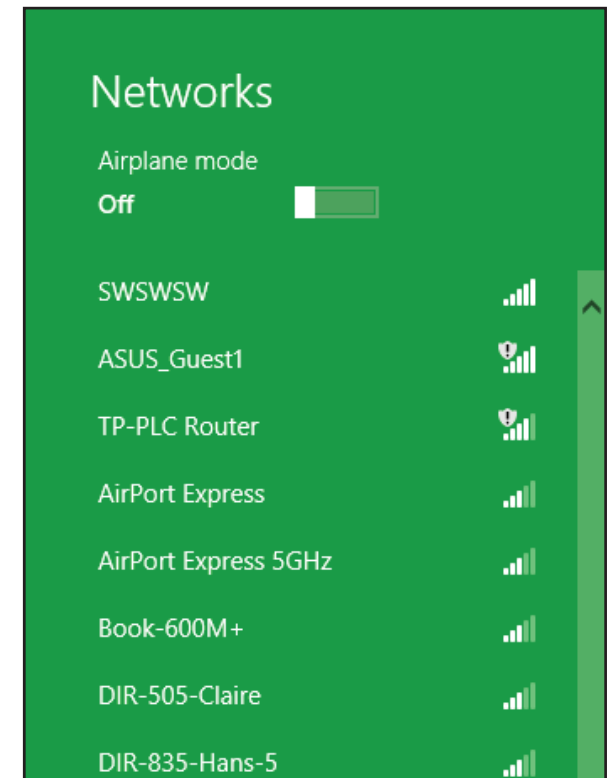 Networks
Airplane mode
Off
SWSWSW
ASUS_Guest1
TP-PLC Router
AirPort Express
AirPort Express 5GHz
Book-600M+
DIR-505-Claire
DIR-835-Hans-5